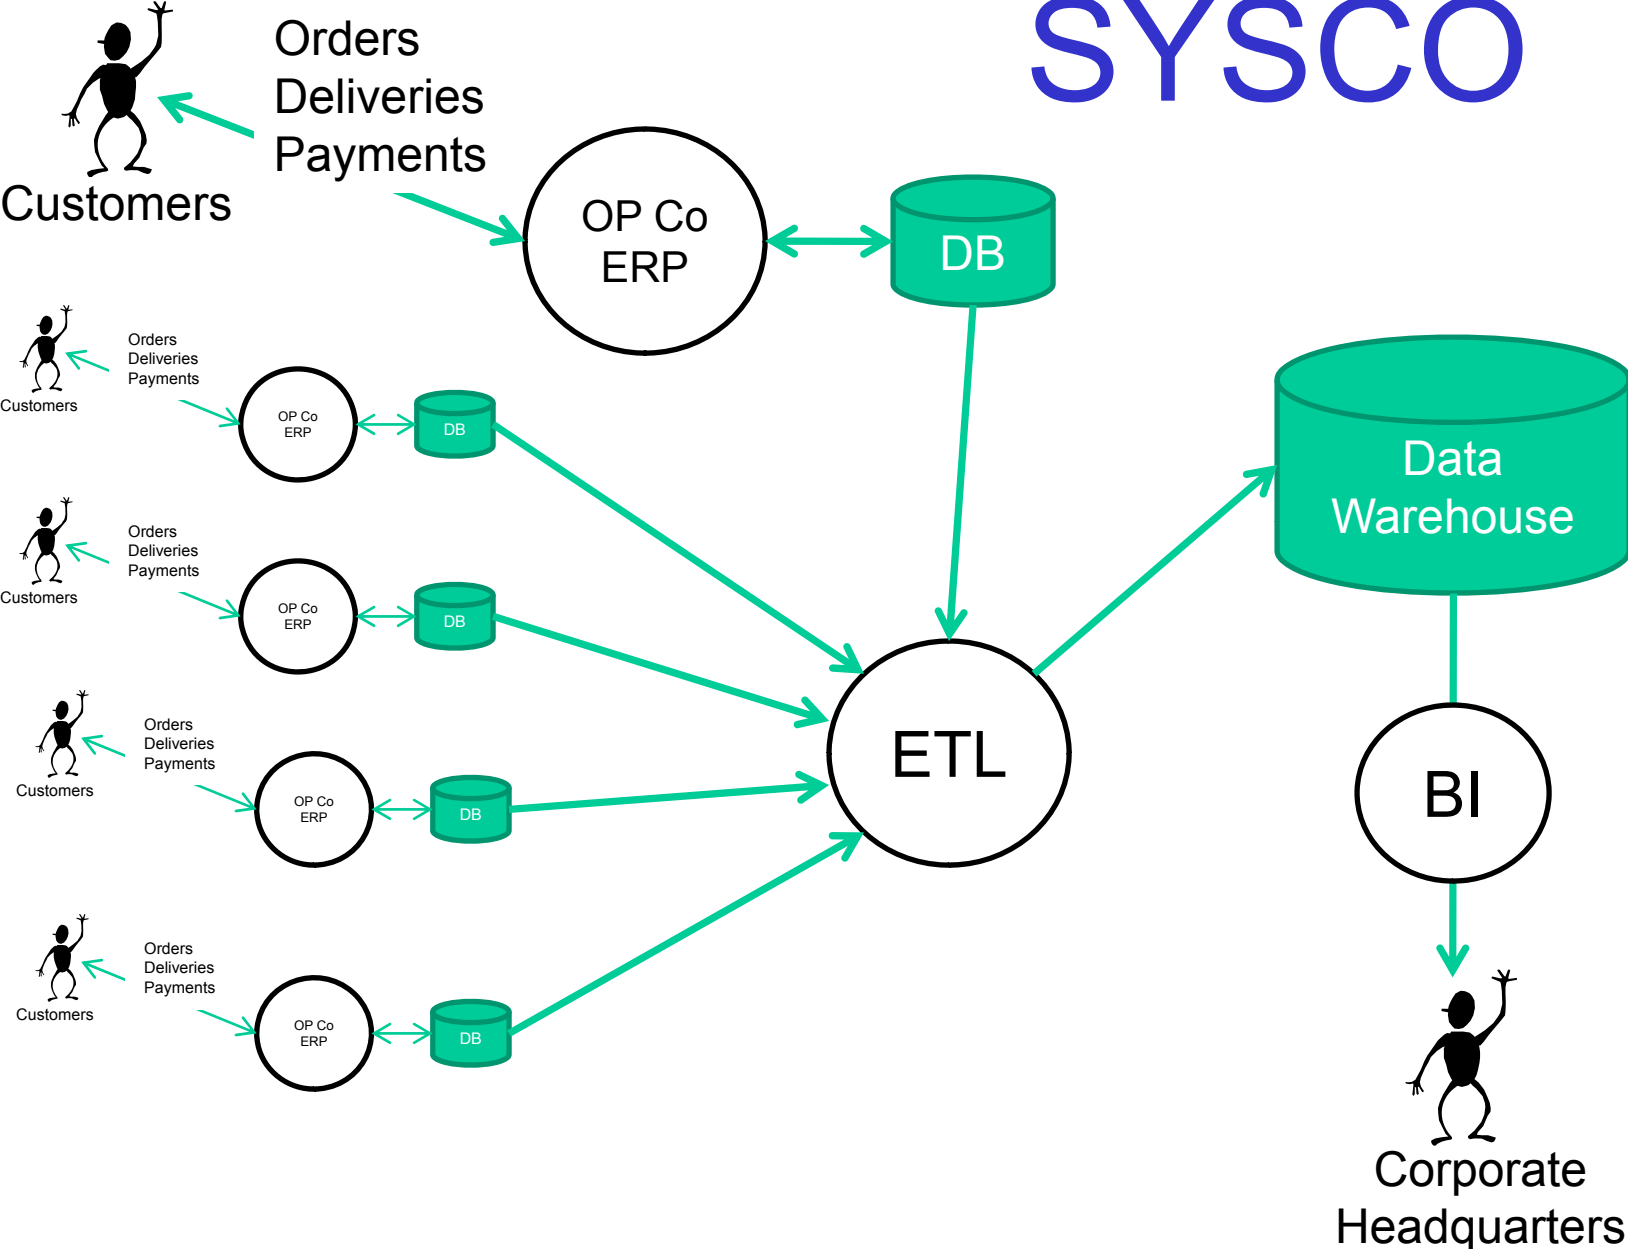 SYSCO
Orders
Deliveries
Payments
Customers
OP Co
ERP
DB
Orders
Deliveries
Payments
Customers
OP Co
ERP
DB
Orders
Deliveries
Payments
Customers
OP Co
ERP
DB
Orders
Deliveries
Payments
Customers
OP Co
ERP
DB
Orders
Deliveries
Payments
Customers
OP Co
ERP
DB
ETL
Data
Warehouse
BI
Corporate
Headquarters